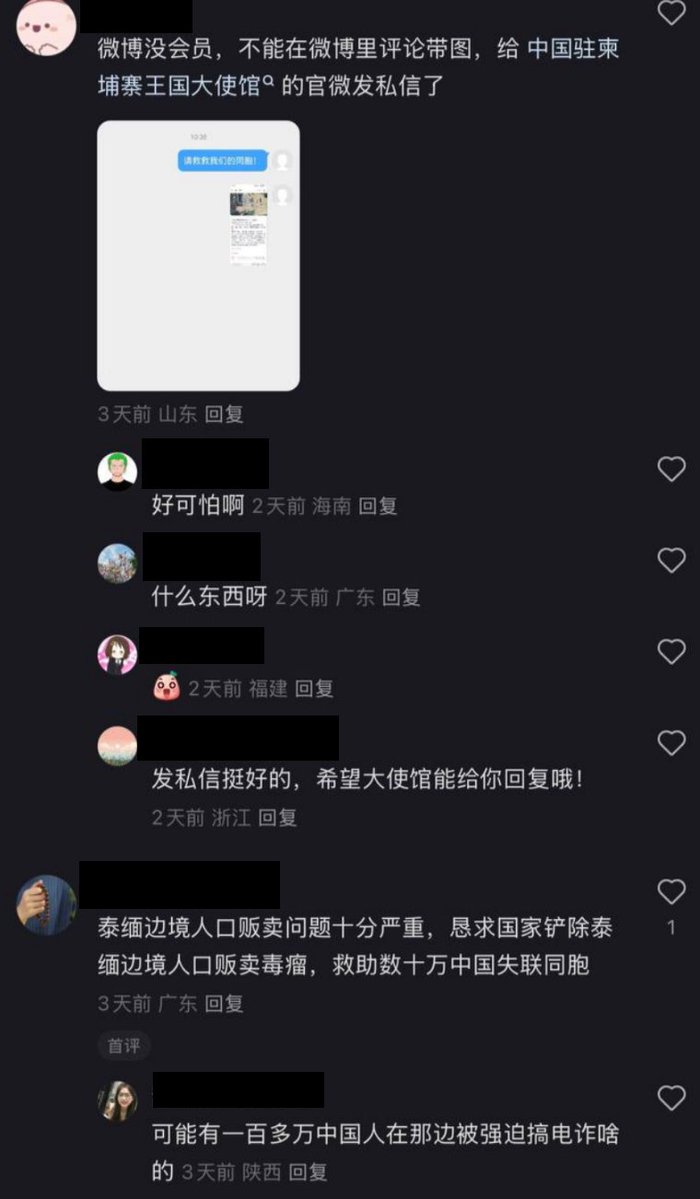 微博没会员，不能在微博里评论带图，给 中国驻柬
埔寨王国大使馆 的官微发私信了
10:38
请救救我们的同胞！
3天前 山东 回复
好可怕啊 2天前 海南 回复
什么东西呀 2天前 广东 回复
2天前 福建 回复
发私信挺好的，希望大使馆能给你回复哦！
2天前 浙江 回复
泰缅边境人口贩卖问题十分严重，恳求国家铲除泰
缅边境人口贩卖毒瘤，救助数十万中国失联同胞
1
3天前 广东 回复
首评
可能有一百多万中国人在那边被强迫搞电诈啥
的 3天前 陕西 回复